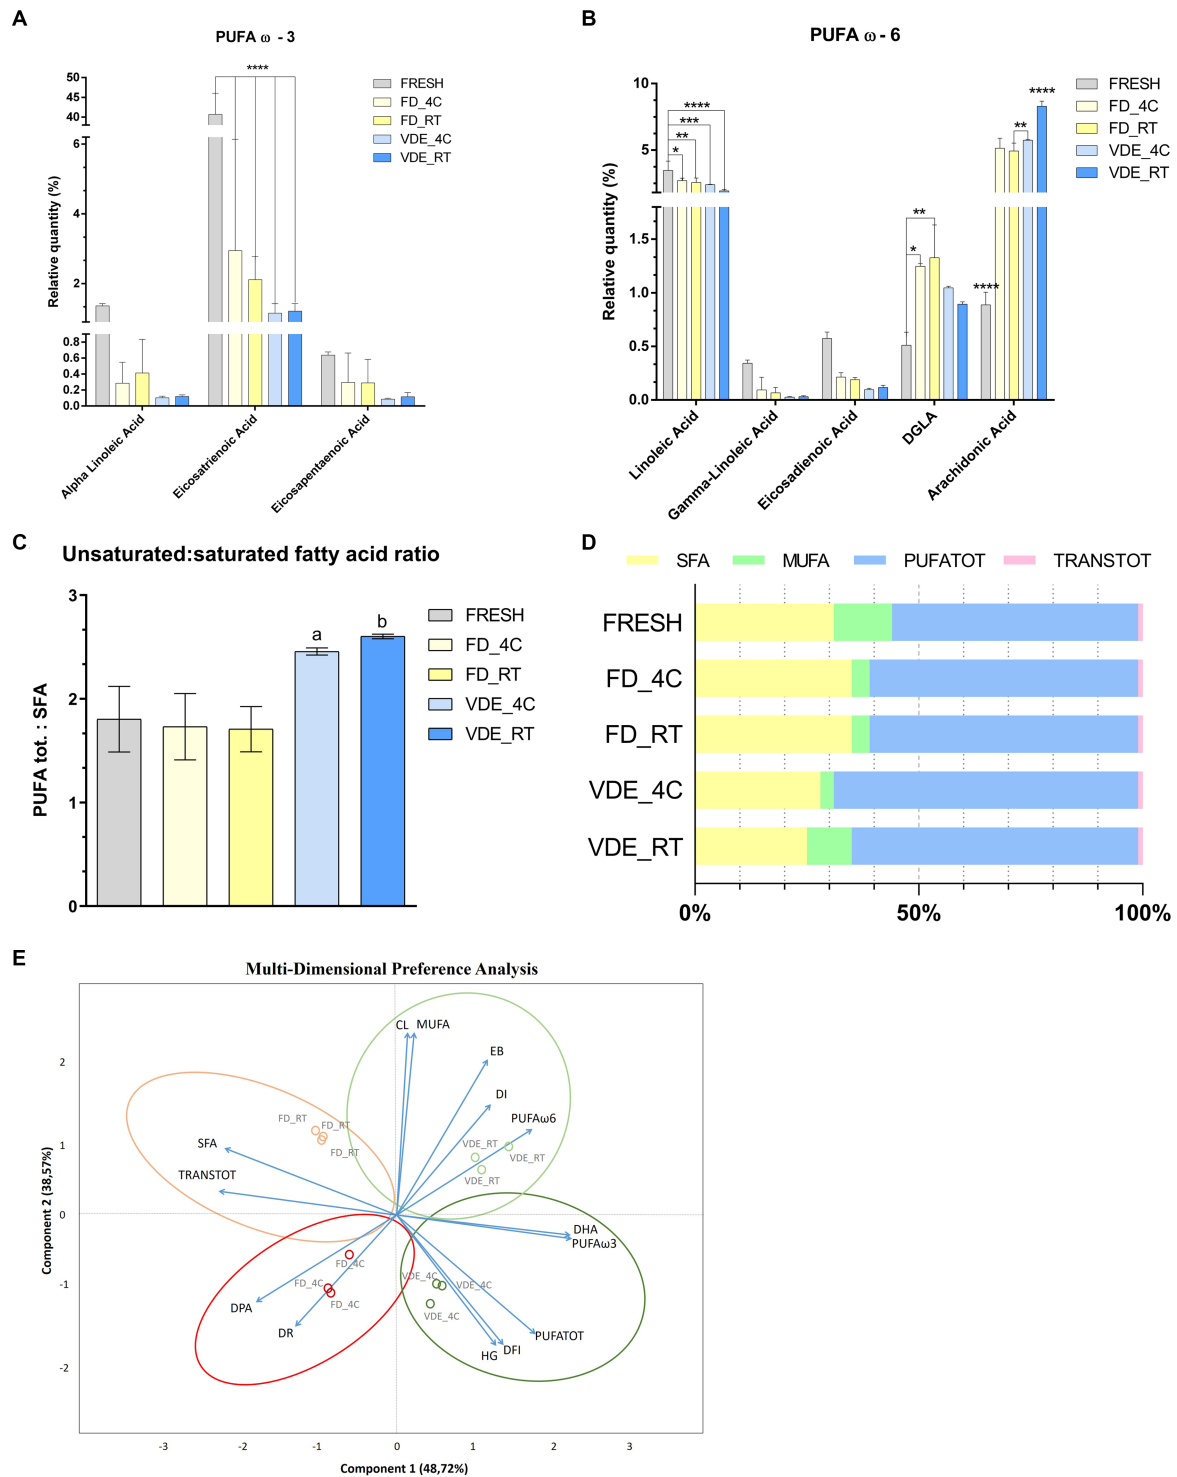 A
PUFA ω - 3
****
50
45
40
6
4
2
0.8
0.6
0.4
0.2
0.0
Relative quantity (%)
FRESH
FD_4C
FD_RT
VDE_4C
VDE_RT
Alpha Linoleic Acid
Eicosatrienoic Acid
Eicosapentaenoic Acid
B
PUFA ω - 6
10
5
1.5
1.0
0.5
0.0
Relative quantity (%)
****
***
**
*
**
*
****
**
****
FRESH
FD_4C
FD_RT
VDE_4C
VDE_RT
Linoleic Acid
Gamma-Linoleic Acid
Eicosadienoic Acid
DGLA
Arachidonic Acid
C
Unsaturated:saturated fatty acid ratio
3
2
1
0
PUFA tot. : SFA
a
b
FRESH
FD_4C
FD_RT
VDE_4C
VDE_RT
D
SFA MUFA PUFATOT TRANSTOT
FRESH
FD_4C
FD_RT
VDE_4C
VDE_RT
0% 50% 100%
E
Multi-Dimensional Preference Analysis
Component 2 (38,57%)
2
1
0
-1
-2
CL MUFA
EB
DI
PUFAω6
FD_RT
FD_RT
FD_RT
SFA
TRANSTOT
VDE_RT
VDE_RT
VDE_RT
DHA
PUFAω3
FD_4C
FD_4C
FD_4C
DPA
DR
VDE_4C
VDE_4C
VDE_4C
PUFATOT
HG DFI
-3 -2 -1 0 1 2 3
Component 1 (48,72%)